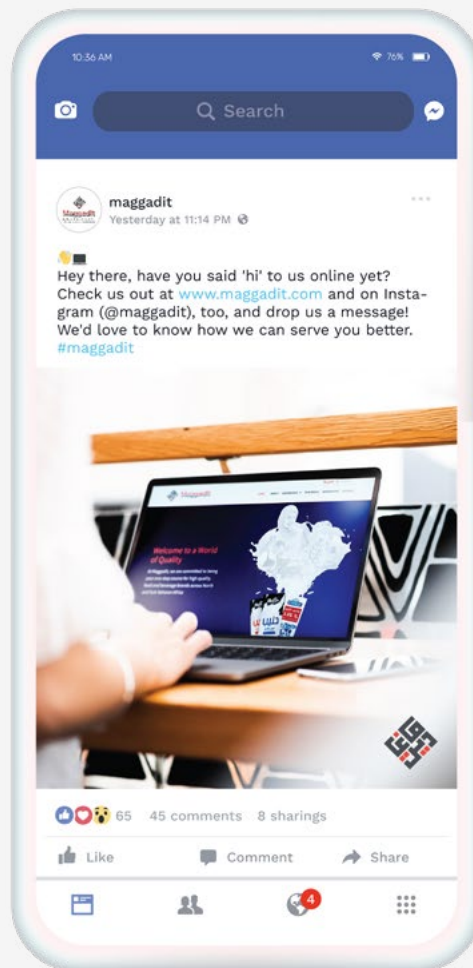 10:36 AM
76%
Search
Maggadit
maggadit
Yesterday at 11:14 PM
Hey there, have you said 'hi' to us online yet?
Check us out at www.maggadit.com and on Insta-
gram (@maggadit), too, and drop us a message!
We'd love to know how we can serve you better.
#maggadit
Maggadit
Welcome to a World
of Quality
65 45 comments 8 sharings
Like Comment Share
4